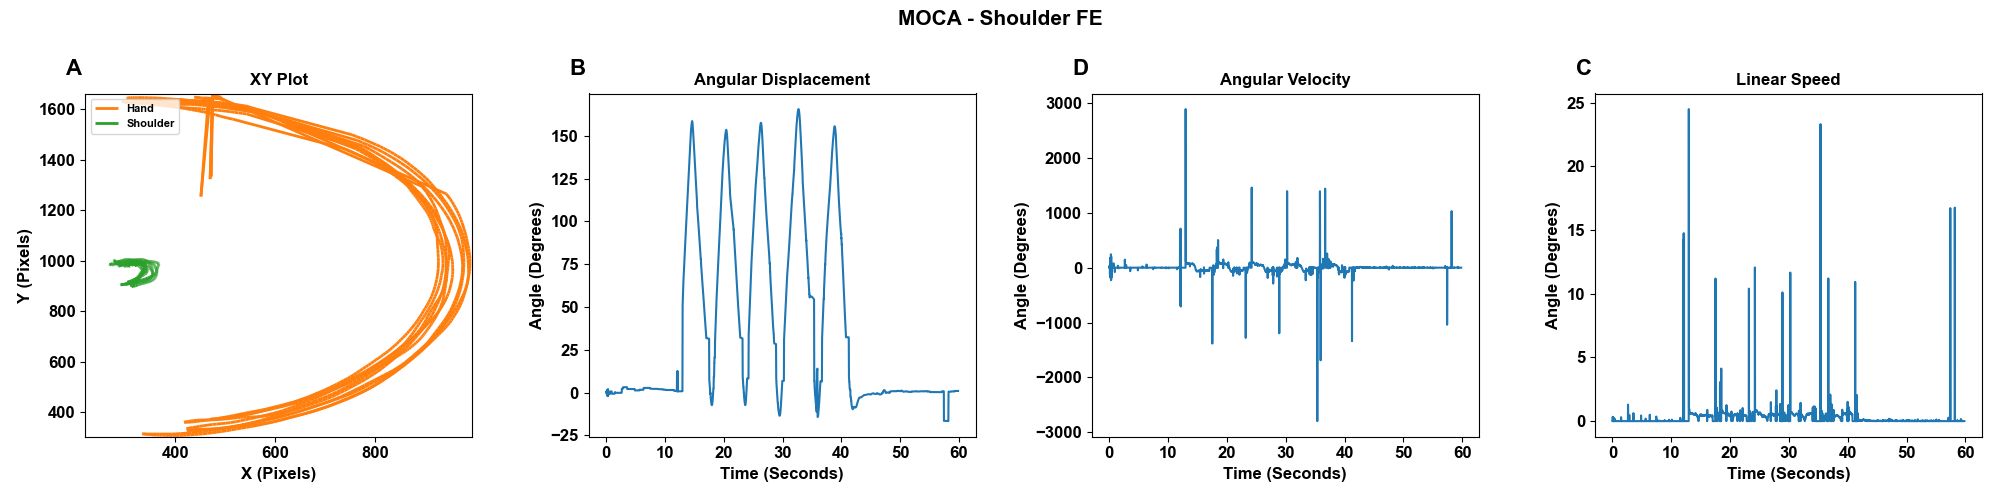 MOCA - Shoulder FE
A
XY Plot
Hand
Shoulder
1600
1400
1200
1000
800
600
400
400
600
800
Y (Pixels)
X (Pixels)
B
Angular Displacement
150
125
100
75
50
25
0
−25
0
10
20
30
40
50
60
Angle (Degrees)
Time (Seconds)
D
Angular Velocity
3000
2000
1000
0
−1000
−2000
−3000
0
10
20
30
40
50
60
Angle (Degrees)
Time (Seconds)
C
Linear Speed
25
20
15
10
5
0
0
10
20
30
40
50
60
Angle (Degrees)
Time (Seconds)